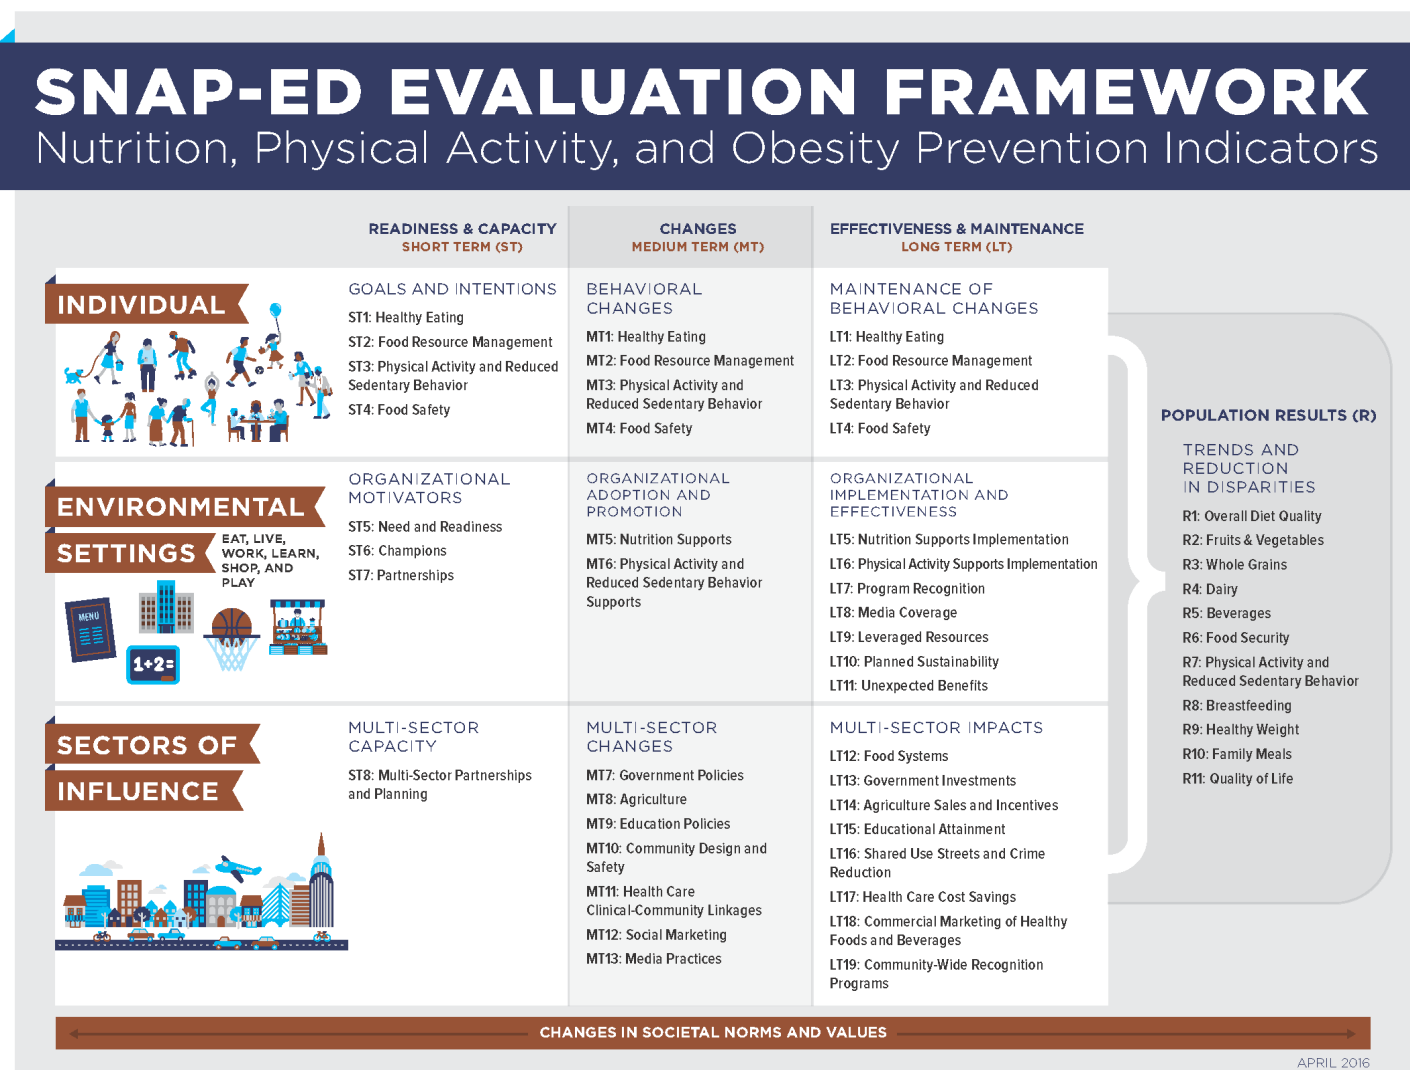 SNAP-ED EVALUATION FRAMEWORK
Nutrition, Physical Activity, and Obesity Prevention Indicators
READINESS & CAPACITY
SHORT TERM (ST)
CHANGES
MEDIUM TERM (MT)
EFFECTIVENESS & MAINTENANCE
LONG TERM (LT)
INDIVIDUAL
GOALS AND INTENTIONS
ST1: Healthy Eating
ST2: Food Resource Management
ST3: Physical Activity and Reduced
Sedentary Behavior
ST4: Food Safety
BEHAVIORAL
CHANGES
MT1: Healthy Eating
MT2: Food Resource Management
MT3: Physical Activity and
Reduced Sedentary Behavior
MT4: Food Safety
MAINTENANCE OF
BEHAVIORAL CHANGES
LT1: Healthy Eating
LT2: Food Resource Management
LT3: Physical Activity and Reduced
Sedentary Behavior
LT4: Food Safety
ENVIRONMENTAL
SETTINGS
EAT, LIVE,
WORK, LEARN,
SHOP, AND
PLAY
MENU
1+2=
ORGANIZATIONAL
MOTIVATORS
ST5: Need and Readiness
ST6: Champions
ST7: Partnerships
ORGANIZATIONAL
ADOPTION AND
PROMOTION
MT5: Nutrition Supports
MT6: Physical Activity and
Reduced Sedentary Behavior
Supports
ORGANIZATIONAL
IMPLEMENTATION AND
EFFECTIVENESS
LT5: Nutrition Supports Implementation
LT6: Physical Activity Supports Implementation
LT7: Program Recognition
LT8: Media Coverage
LT9: Leveraged Resources
LT10: Planned Sustainability
LT11: Unexpected Benefits
SECTORS OF
INFLUENCE
MULTI-SECTOR
CAPACITY
ST8: Multi-Sector Partnerships
and Planning
MULTI-SECTOR
CHANGES
MT7: Government Policies
MT8: Agriculture
MT9: Education Policies
MT10: Community Design and
Safety
MT11: Health Care
Clinical-Community Linkages
MT12: Social Marketing
MT13: Media Practices
MULTI-SECTOR IMPACTS
LT12: Food Systems
LT13: Government Investments
LT14: Agriculture Sales and Incentives
LT15: Educational Attainment
LT16: Shared Use Streets and Crime
Reduction
LT17: Health Care Cost Savings
LT18: Commercial Marketing of Healthy
Foods and Beverages
LT19: Community-Wide Recognition
Programs
POPULATION RESULTS (R)
TRENDS AND
REDUCTION
IN DISPARITIES
R1: Overall Diet Quality
R2: Fruits & Vegetables
R3: Whole Grains
R4: Dairy
R5: Beverages
R6: Food Security
R7: Physical Activity and
Reduced Sedentary Behavior
R8: Breastfeeding
R9: Healthy Weight
R10: Family Meals
R11: Quality of Life
CHANGES IN SOCIETAL NORMS AND VALUES
APRIL 2016